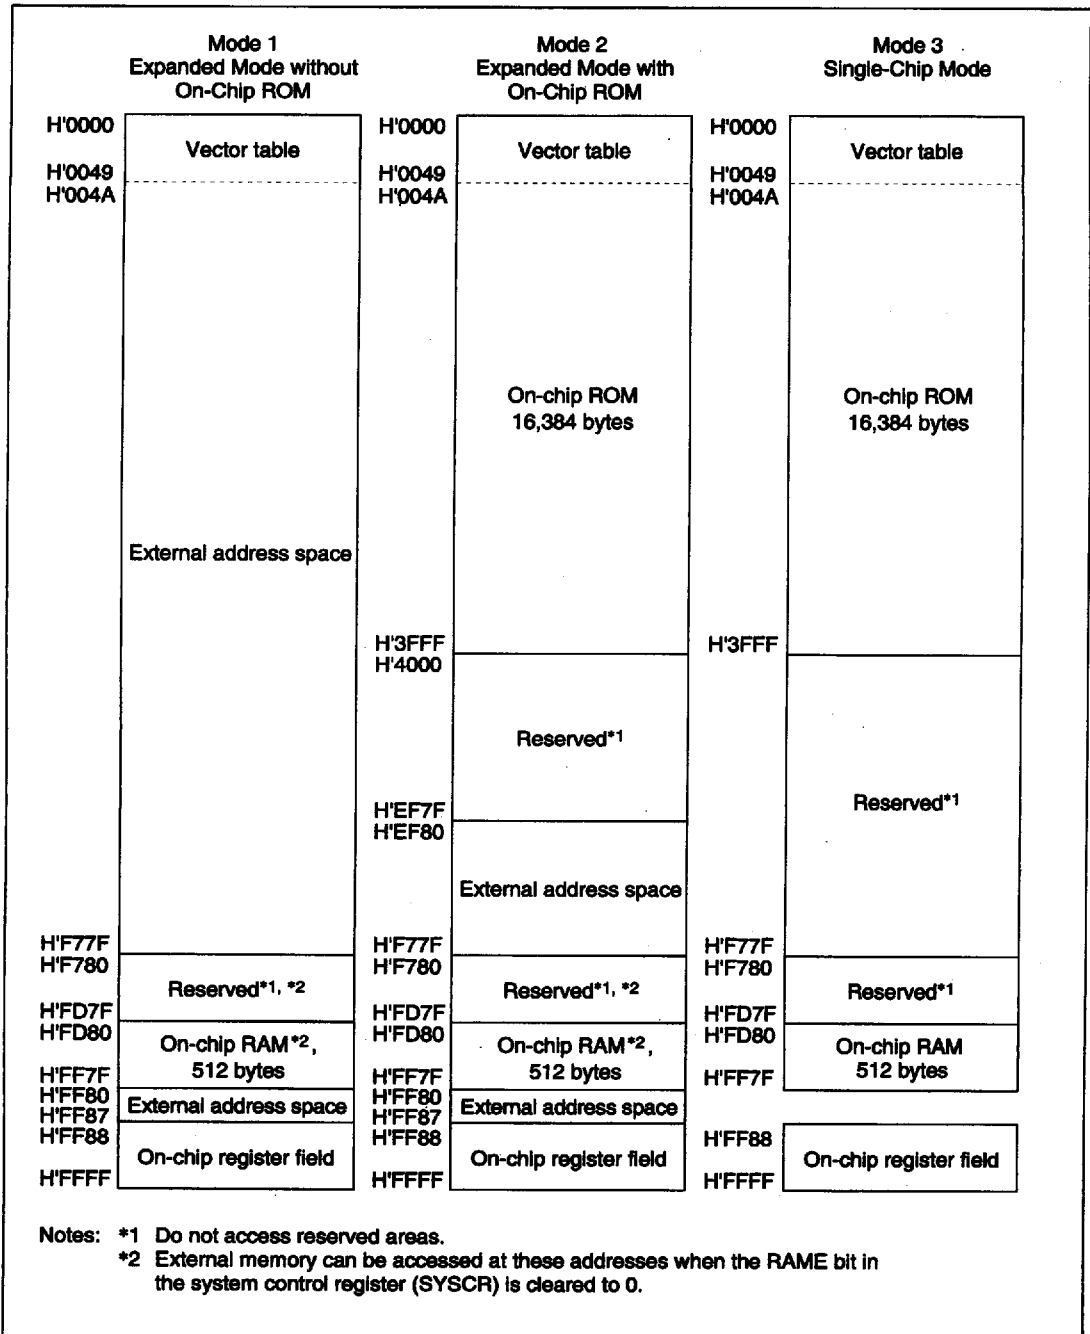 Mode 1
Expanded Mode without
On-Chip ROM
H'0000
Vector table
H'0049
H'004A
External address space
H'F77F
H'F780
Reserved*1, *2
H'FD7F
H'FD80
On-chip RAM*2,
512 bytes
H'FF7F
H'FF80
External address space
H'FF87
H'FF88
On-chip register field
H'FFFF
Mode 2
Expanded Mode with
On-Chip ROM
H'0000
Vector table
H'0049
H'004A
On-chip ROM
16,384 bytes
H'3FFF
H'4000
Reserved*1
H'EF7F
H'EF80
External address space
H'F77F
H'F780
Reserved*1, *2
H'FD7F
H'FD80
On-chip RAM*2,
512 bytes
H'FF7F
H'FF80
External address space
H'FF87
H'FF88
On-chip register field
H'FFFF
Mode 3
Single-Chip Mode
H'0000
Vector table
H'0049
H'004A
On-chip ROM
16,384 bytes
H'3FFF
Reserved*1
H'F77F
H'F780
Reserved*1
H'FD7F
H'FD80
On-chip RAM
512 bytes
H'FF7F
H'FF88
On-chip register field
H'FFFF
Notes: *1 Do not access reserved areas.
*2 External memory can be accessed at these addresses when the RAME bit in
the system control register (SYSCR) is cleared to 0.